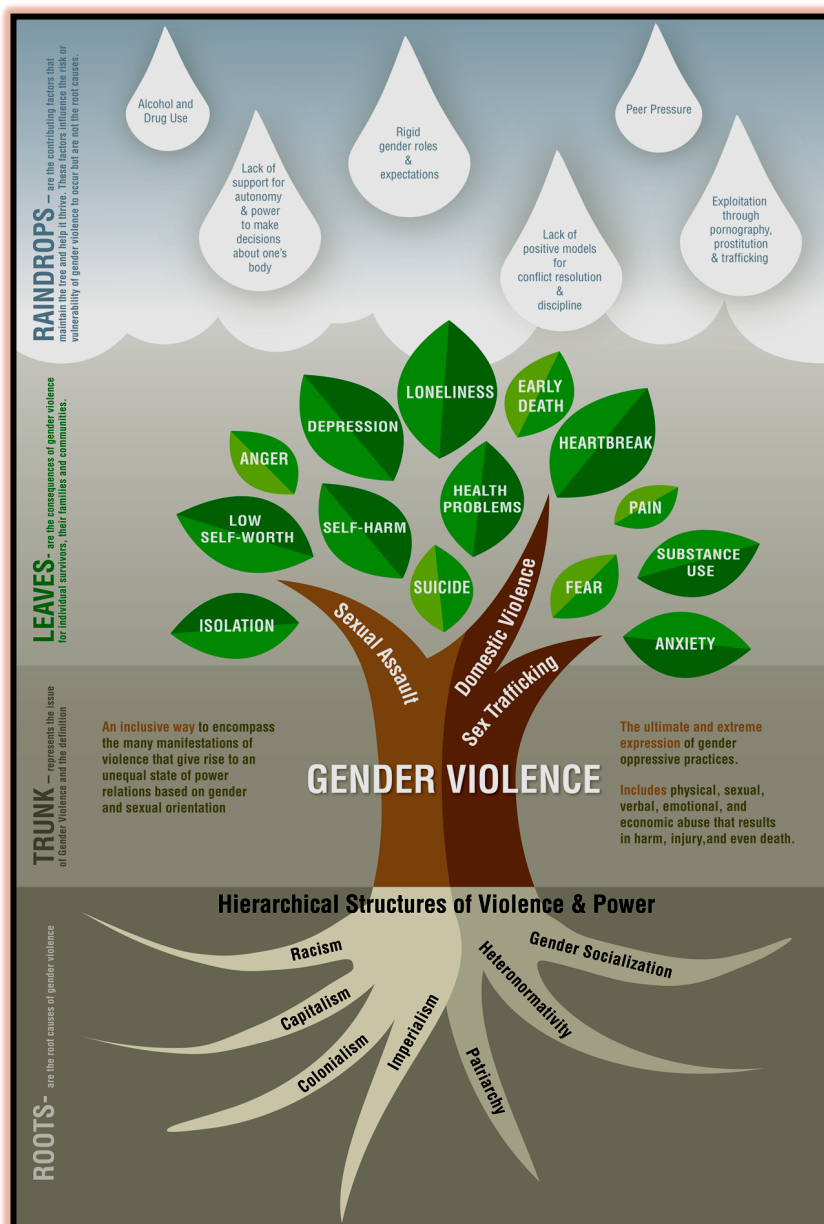 RAINDROPS – are the contributing factors that
maintain the tree and help it thrive. These factors influence the risk or
vulnerability of gender violence to occur but are not the root causes.
Alcohol and
Drug Use
Lack of
support for
autonomy
& power
to make
decisions
about one's
body
Rigid
gender roles
&
expectations
Lack of
positive models
for
conflict resolution
&
discipline
Peer Pressure
Exploitation
through
pornography,
prostitution
& trafficking
LEAVES- are the consequences of gender violence
for individual survivors, their families and communities.
LONELINESS
EARLY
DEATH
DEPRESSION
HEARTBREAK
ANGER
HEALTH
PROBLEMS
PAIN
LOW
SELF-WORTH
SELF-HARM
SUBSTANCE
USE
SUICIDE
FEAR
ISOLATION
ANXIETY
Sexual Assault
Domestic Violence
Sex Trafficking
TRUNK – represents the issue
of Gender Violence and the definition
An inclusive way to encompass
the many manifestations of
violence that give rise to an
unequal state of power
relations based on gender
and sexual orientation
GENDER VIOLENCE
The ultimate and extreme
expression of gender
oppressive practices.
Includes physical, sexual,
verbal, emotional, and
economic abuse that results
in harm, injury,and even death.
ROOTS- are the root causes of gender violence
Hierarchical Structures of Violence & Power
Racism
Capitalism
Colonialism
Imperialism
Patriarchy
Heteronormativity
Gender Socialization